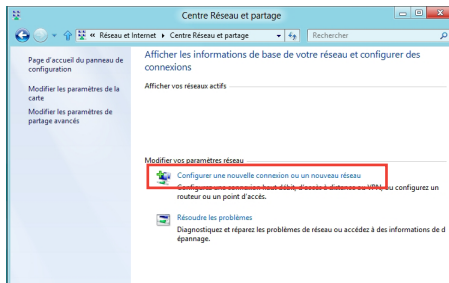 Centre Réseau et partage
« Réseau et Internet ▸ Centre Réseau et partage
Rechercher
Page d'accueil du panneau de
configuration
Modifier les paramètres de la
carte
Modifier les paramètres de
partage avancés
Afficher les informations de base de votre réseau et configurer des
connexions
Afficher vos réseaux actifs
Modifier vos paramètres réseau
Configurer une nouvelle connexion ou un nouveau réseau
Configurez une connexion haut débit, d'accès à distance ou VPN, ou configurez un
routeur ou un point d'accès.
Résoudre les problèmes
Diagnostiquez et réparez les problèmes de réseau ou accédez à des informations de d
épannage.